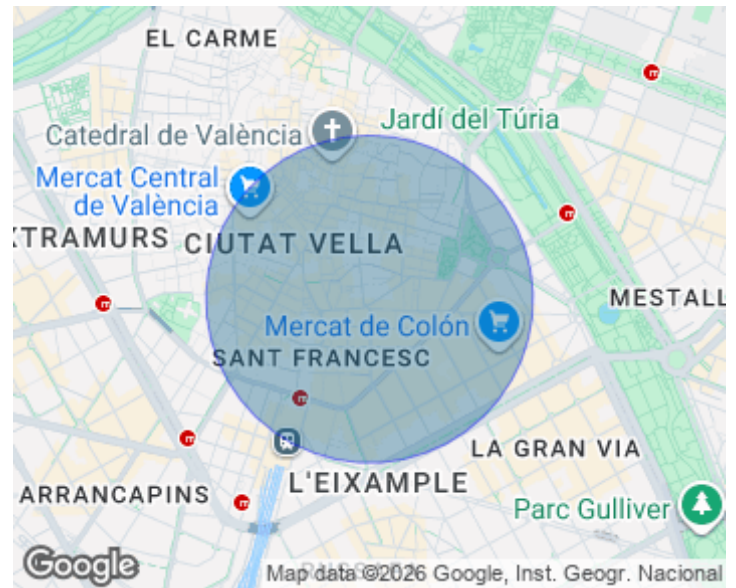 EL CARME
Catedral de València
Jardí del Túria
Mercat Central
de València
XTRAMURS
CIUTAT VELLA
MESTALL
Mercat de Colón
SANT FRANCESC
LA GRAN VIA
ARRANCAPINS
L'EIXAMPLE
Parc Gulliver
Google
Map data ©2026 Google, Inst. Geogr. Nacional